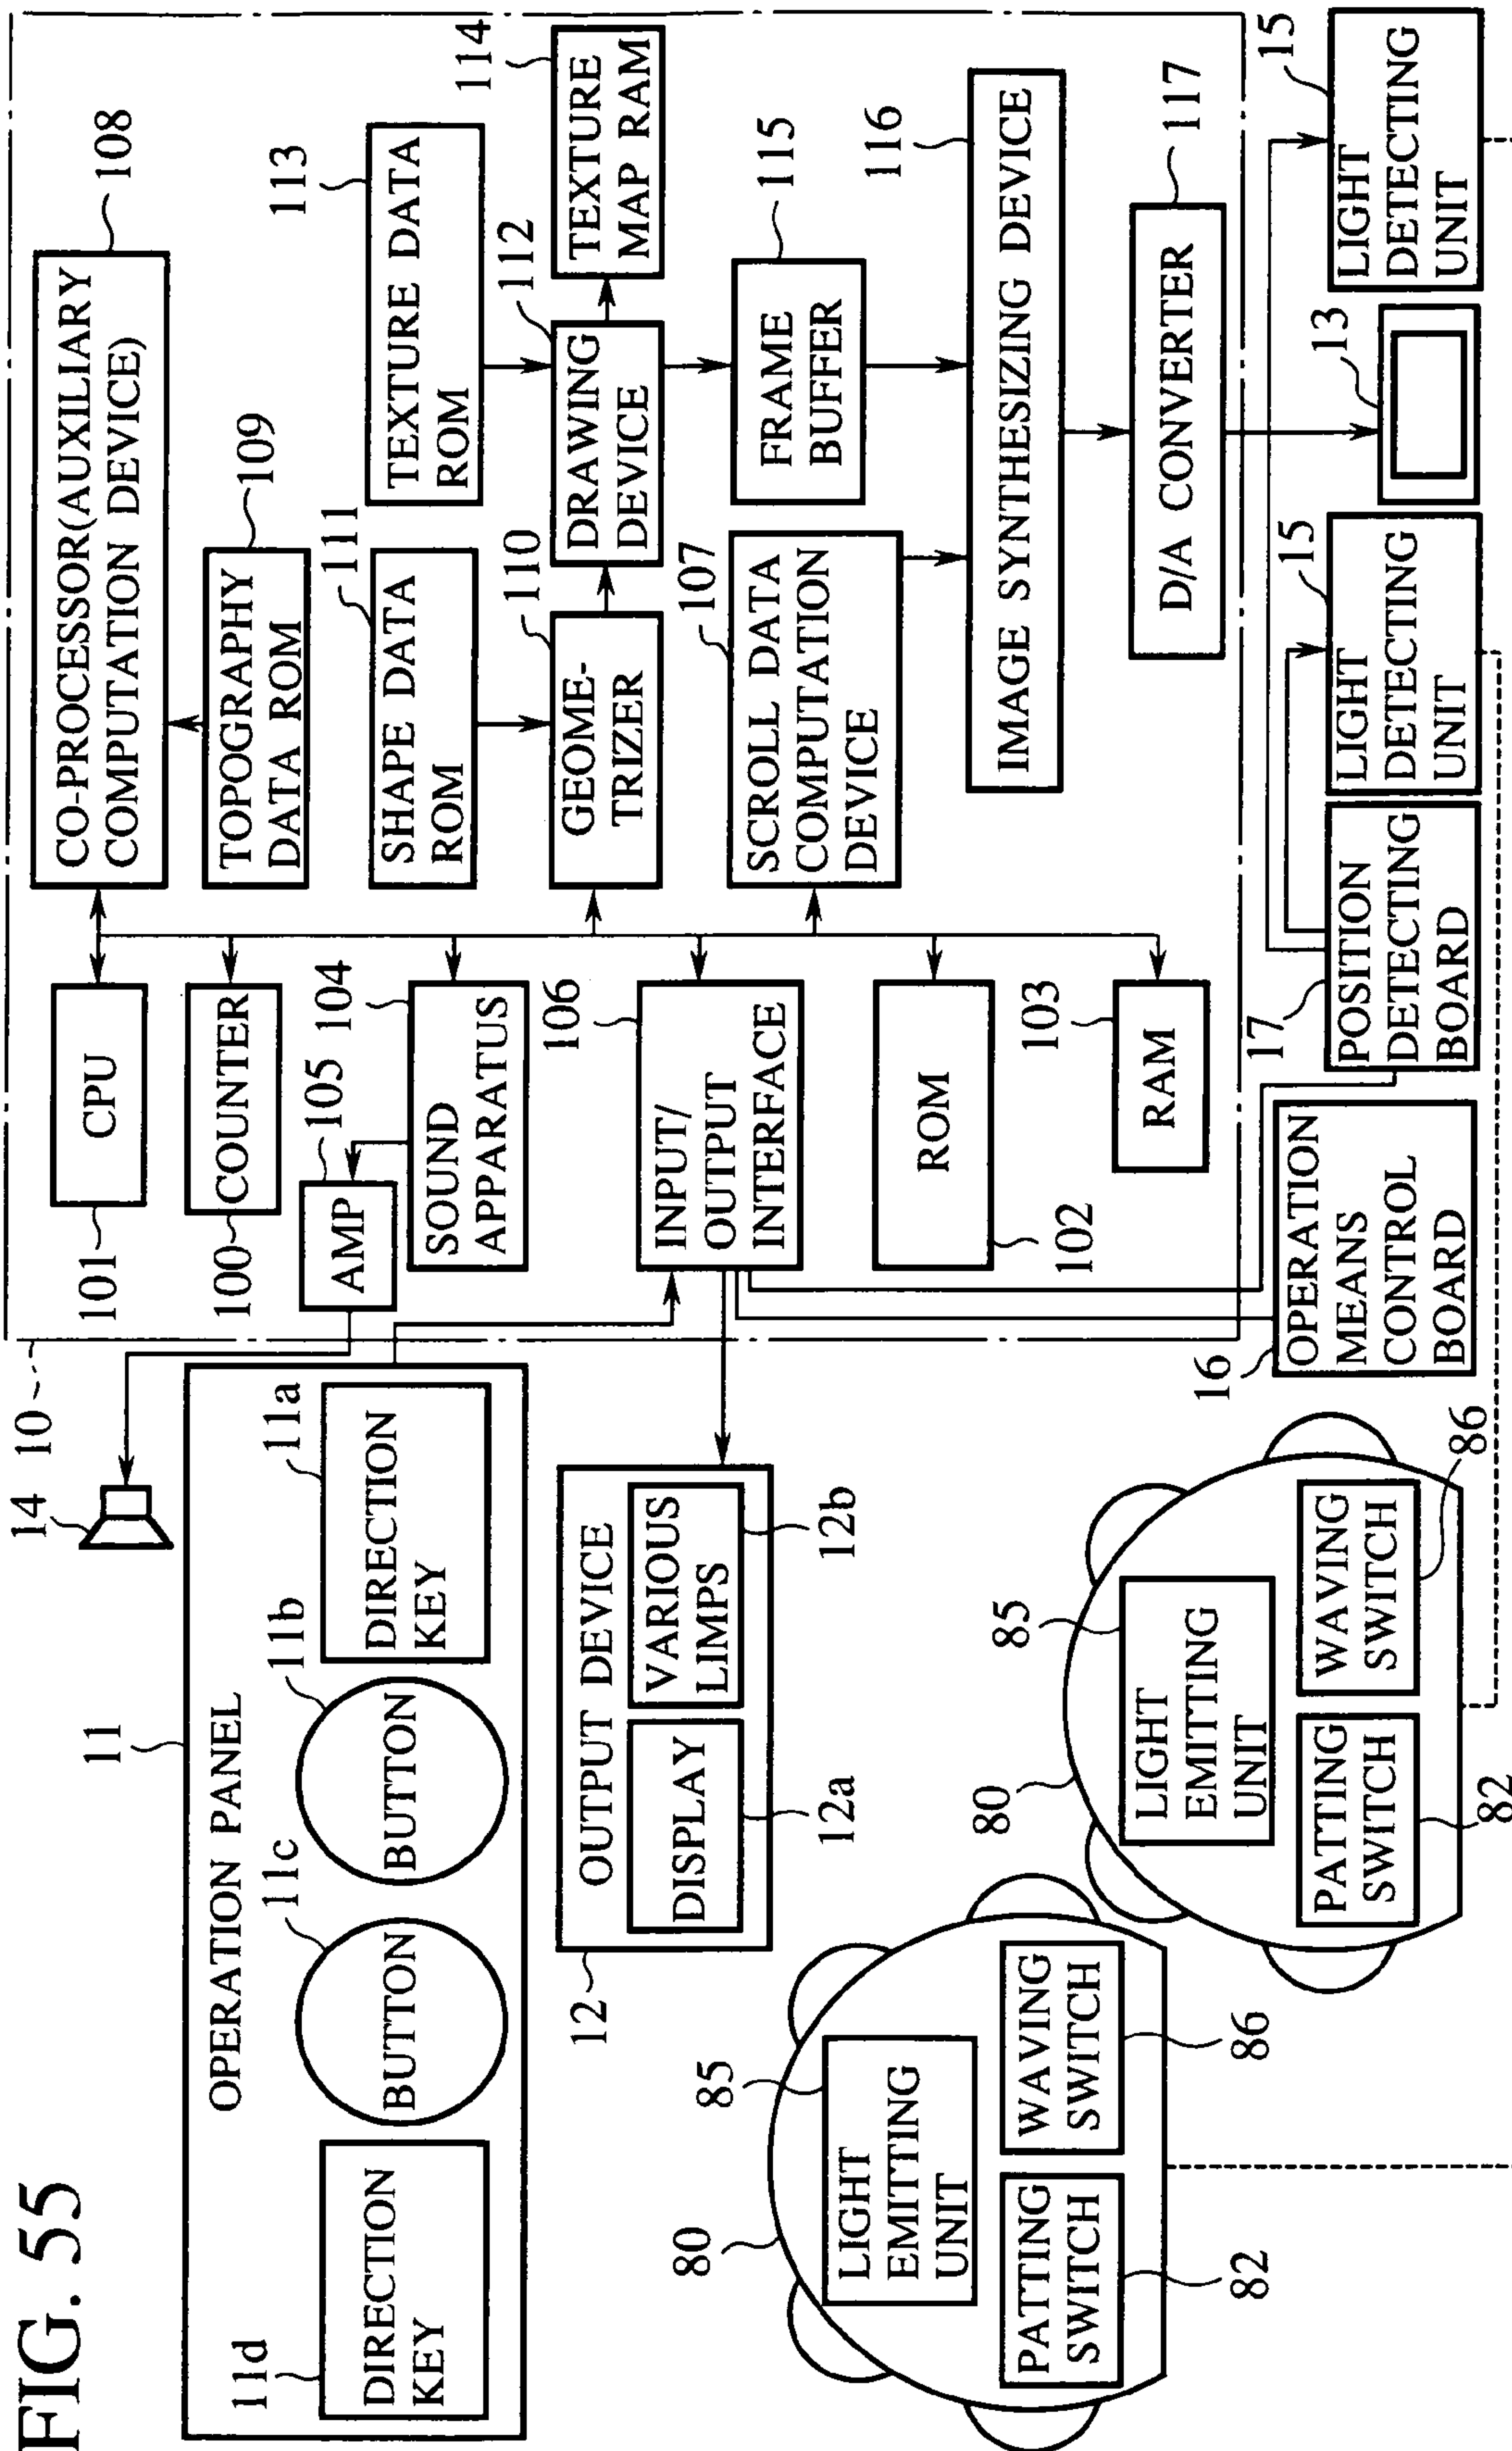 FIG. 55
10
14
11
OPERATION PANEL
11d
DIRECTION
KEY
11c
BUTTON
11b
BUTTON
11a
DIRECTION
KEY
12
OUTPUT DEVICE
DISPLAY
12a
VARIOUS
LIMPS
12b
101
CPU
100
COUNTER
105
AMP
104
SOUND
APPARATUS
106
INPUT/
OUTPUT
INTERFACE
ROM
102
103
RAM
108
CO-PROCESSOR(AUXILIARY
COMPUTATION DEVICE)
109
TOPOGRAPHY
DATA ROM
111
SHAPE DATA
ROM
113
TEXTURE DATA
ROM
110
GEOME-
TRIZER
112
DRAWING
DEVICE
114
TEXTURE
MAP RAM
107
SCROLL DATA
COMPUTATION
DEVICE
115
FRAME
BUFFER
116
IMAGE SYNTHESIZING DEVICE
117
D/A CONVERTER
80
85
LIGHT
EMITTING
UNIT
PATTING
SWITCH
82
WAVING
SWITCH
86
80
85
LIGHT
EMITTING
UNIT
PATTING
SWITCH
82
WAVING
SWITCH
86
16
OPERATION
MEANS
CONTROL
BOARD
17
POSITION
DETECTING
BOARD
15
LIGHT
DETECTING
UNIT
13
15
LIGHT
DETECTING
UNIT